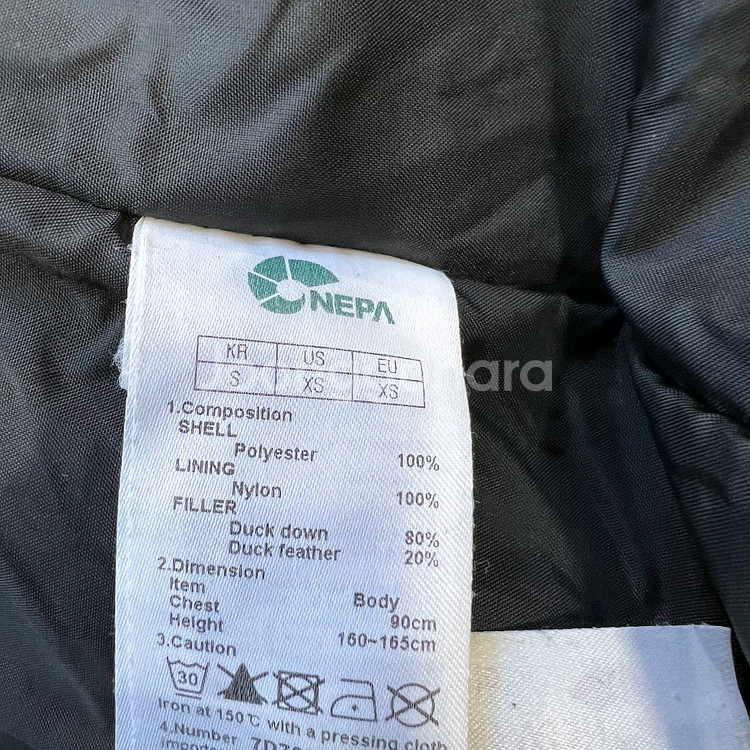 NEPA
KR US EU
S XS XS
ara
1.Composition
SHELL
Polyester 100%
LINING
Nylon 100%
FILLER
Duck down 80%
Duck feather 20%
2.Dimension
Item Body
Chest 90cm
Height 160~165cm
3.Caution
30
Iron at 150℃ with a pressing cloth
4.Number